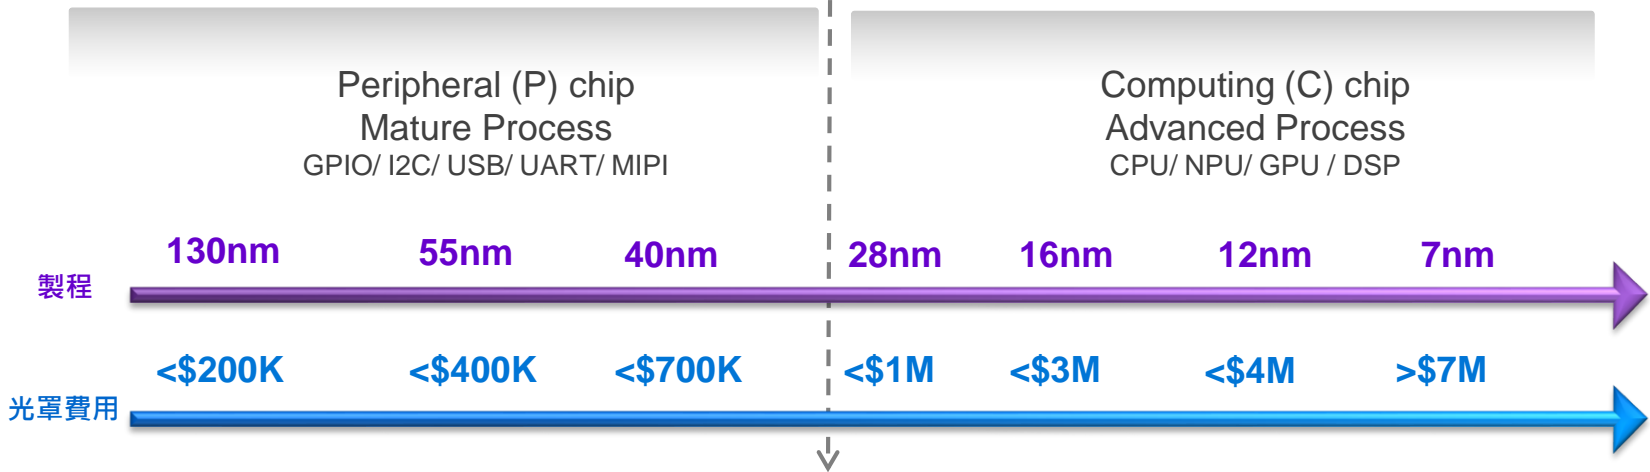 Peripheral (P) chip
Mature Process
GPIO/ I2C/ USB/ UART/ MIPI
Computing (C) chip
Advanced Process
CPU/ NPU/ GPU / DSP
製程 130nm 55nm 40nm 28nm 16nm 12nm 7nm
光罩費用 <$200K <$400K <$700K <$1M <$3M <$4M >$7M